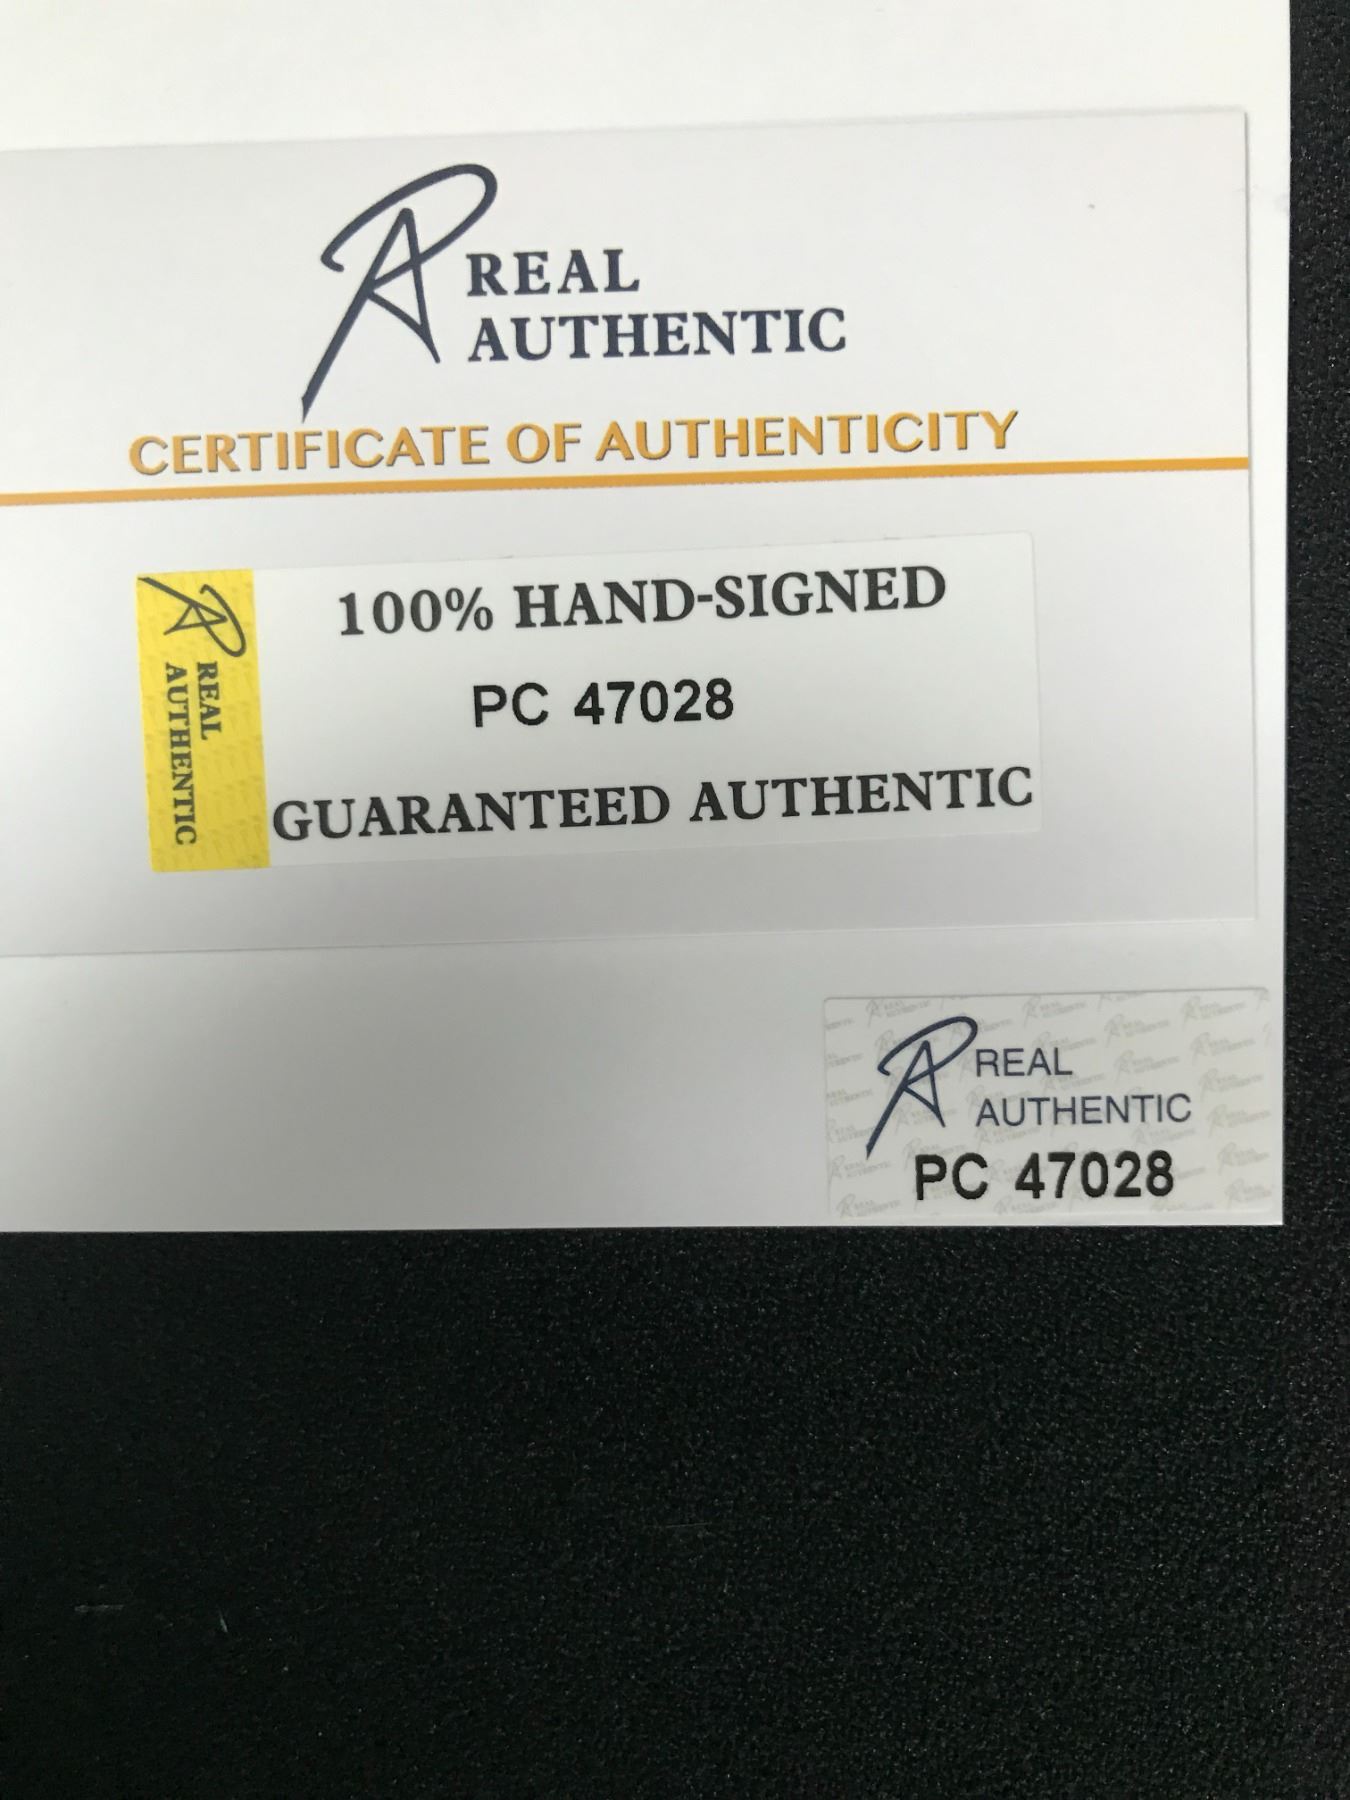 REAL
AUTHENTIC
CERTIFICATE OF AUTHENTICITY
REAL
AUTHENTIC
100% HAND-SIGNED
PC 47028
GUARANTEED AUTHENTIC
REAL
AUTHENTIC
PC 47028